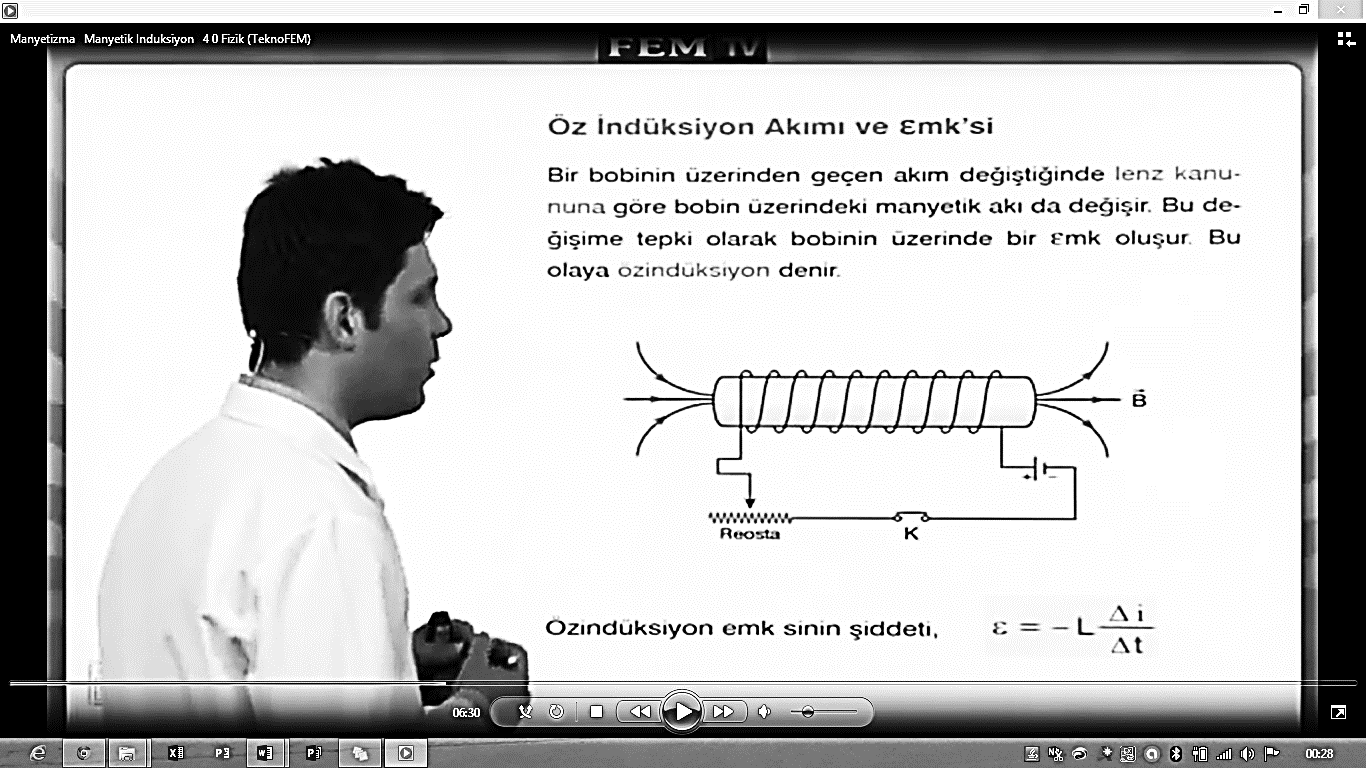 Manyetizma Manyetik Induksiyon 4 0 Fizik (TeknoFEM)
FEM TV
Öz İndüksiyon Akımı ve Ɛmk'si
Bir bobinin üzerinden geçen akım değiştiğinde lenz kanu-
nuna göre bobin üzerindeki manyetik akı da değişir. Bu de-
ğişime tepki olarak bobinin üzerinde bir Ɛmk oluşur. Bu
olaya özindüksiyon denir.
B⃗
+ −
Reosta
K
Özindüksiyon emk sinin şiddeti, ε = −L Δi/Δt
06:30
00:28